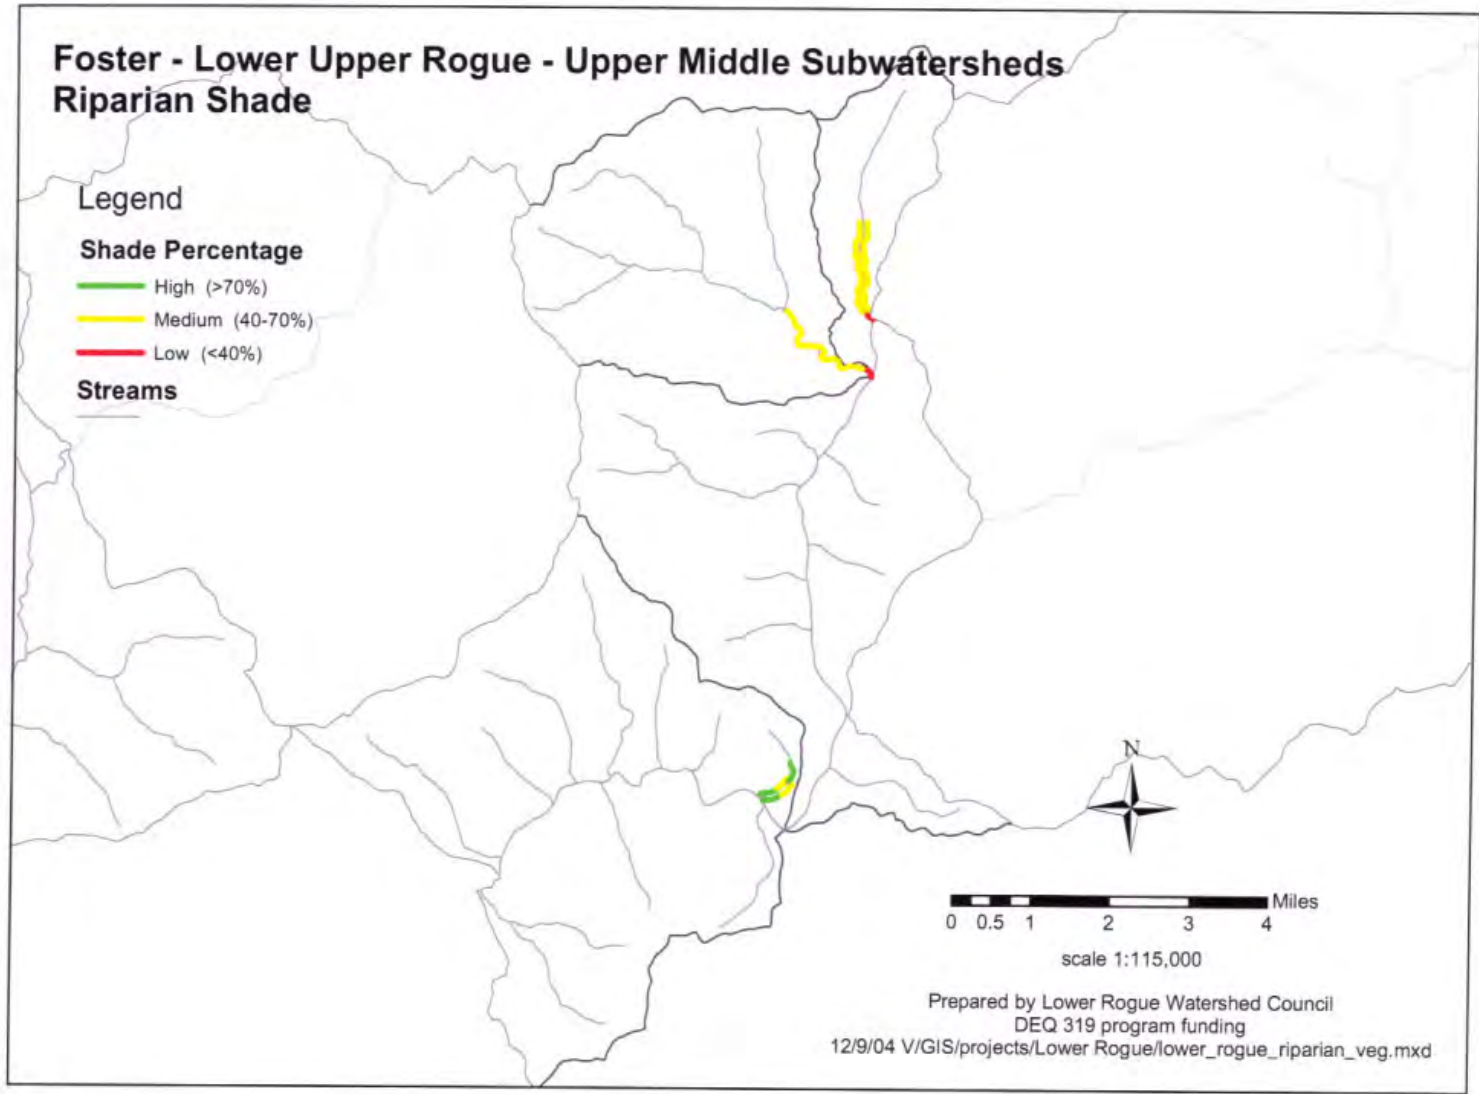 Foster - Lower Upper Rogue - Upper Middle Subwatersheds
Riparian Shade
Legend
Shade Percentage
High (>70%)
Medium (40-70%)
Low (<40%)
Streams
N
Miles
0 0.5 1 2 3 4
scale 1:115,000
Prepared by Lower Rogue Watershed Council
DEQ 319 program funding
12/9/04 V/GIS/projects/Lower Rogue/lower_rogue_riparian_veg.mxd